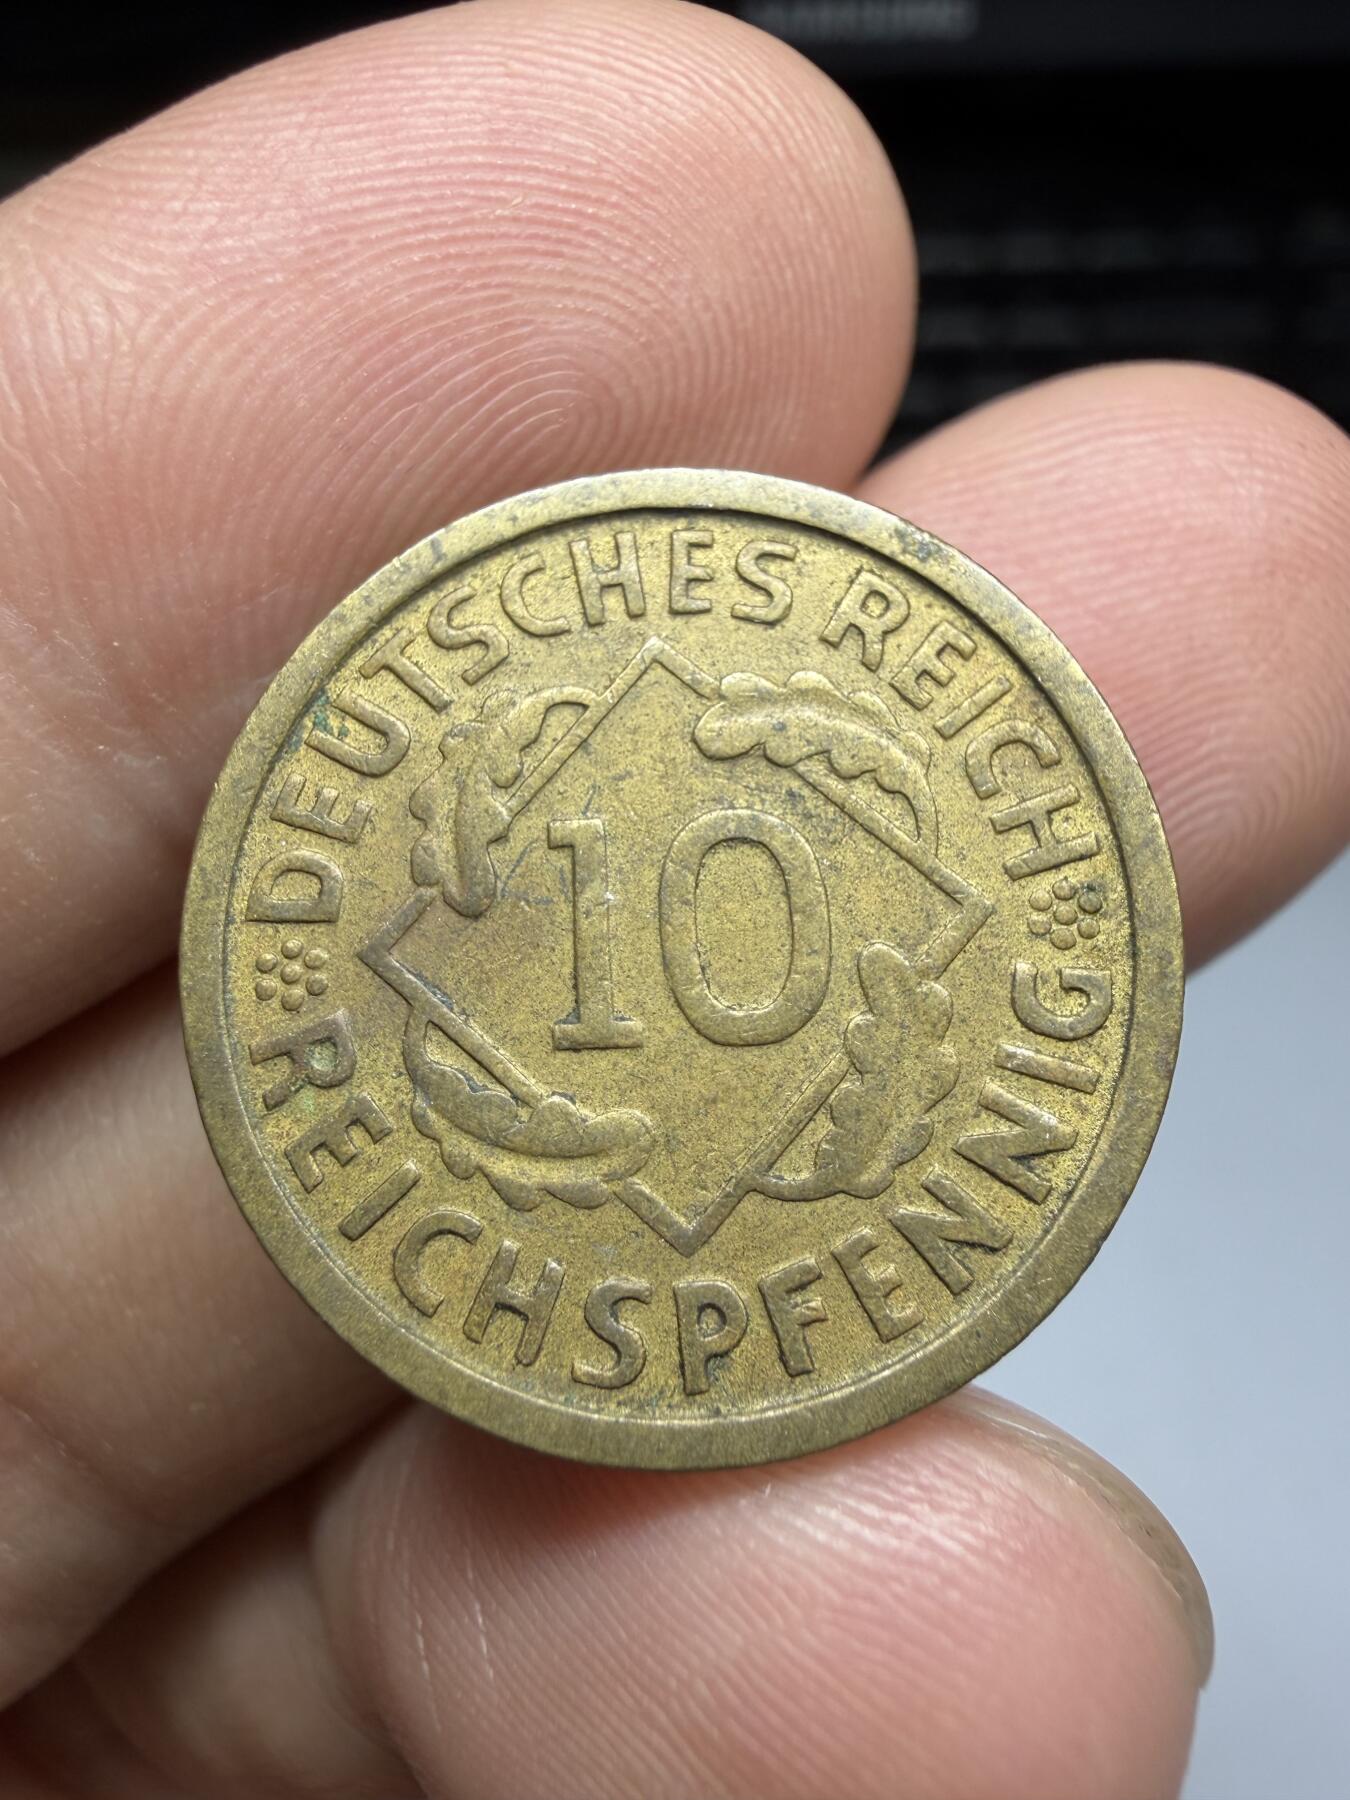 DEUTSCHES REICH
10
REICHSPFENNIG